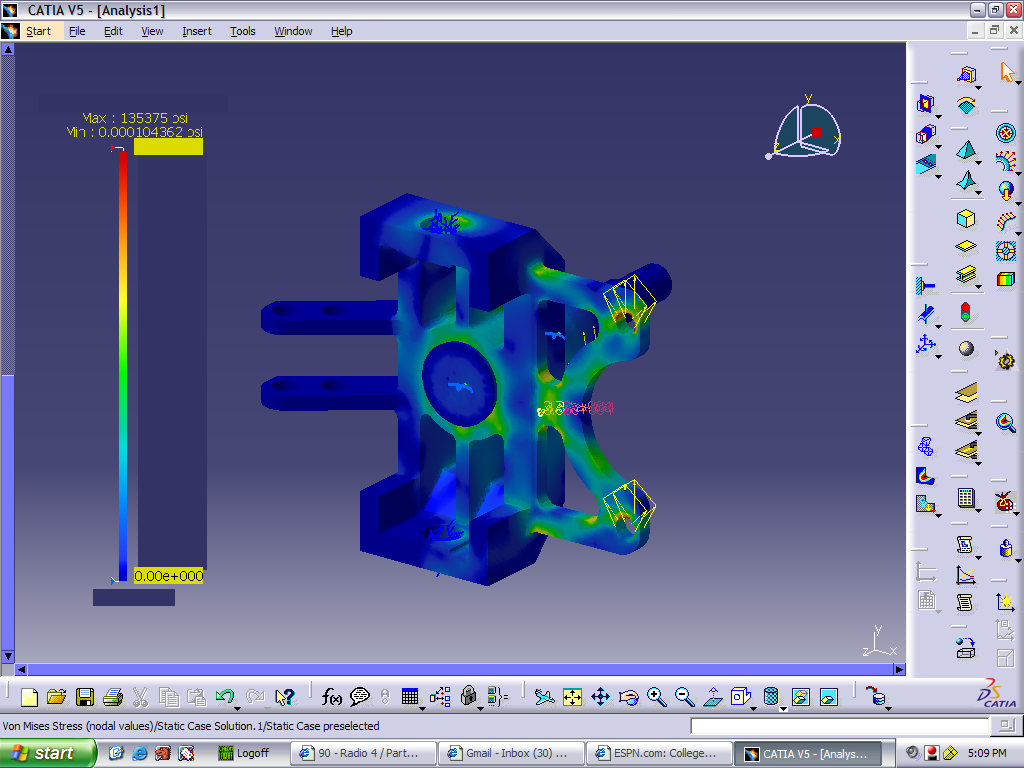 CATIA V5 - [Analysis1]
Start File Edit View Insert Tools Window Help
Max : 135375 psi
Min : 0.000104362 psi
0.00e+000
y
x
z
y
x
z
f(x)
DS
CATIA
Von Mises Stress (nodal values)/Static Case Solution.1/Static Case preselected
start
Logoff
90 - Radio 4 / Part...
Gmail - Inbox (30) ...
ESPN.com: College...
CATIA V5 - [Analys...
5:09 PM